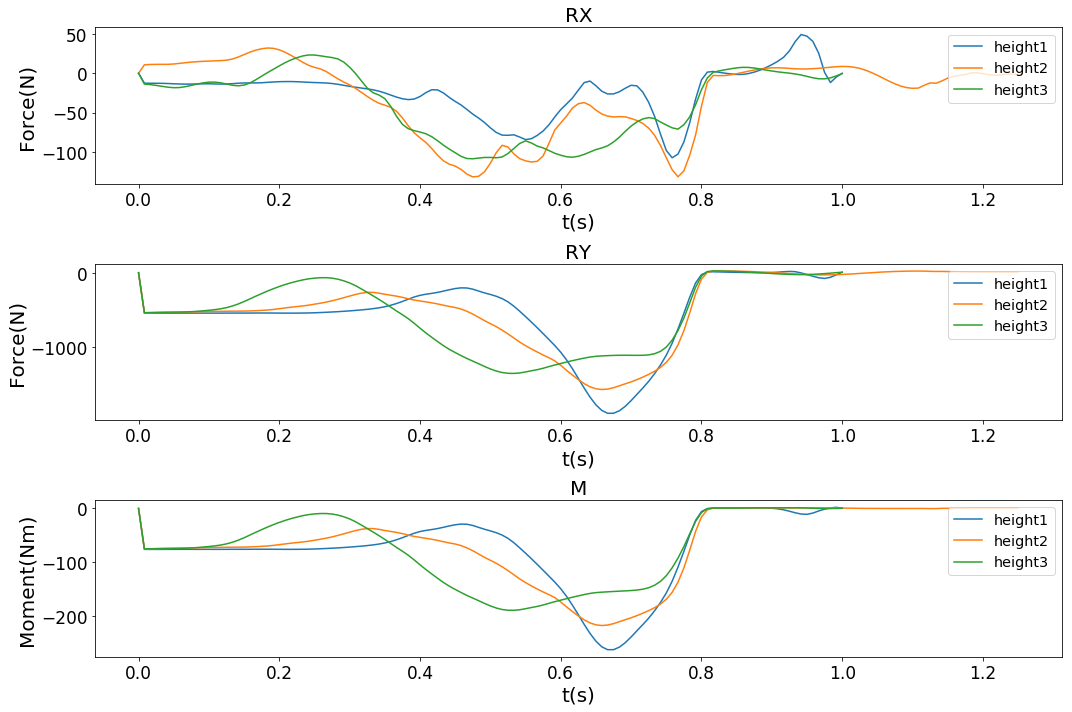 RX
50
0
−50
−100
Force(N)
height1
height2
height3
0.0 0.2 0.4 0.6 0.8 1.0 1.2
t(s)
RY
0
−1000
Force(N)
height1
height2
height3
0.0 0.2 0.4 0.6 0.8 1.0 1.2
t(s)
M
0
−100
−200
Moment(Nm)
height1
height2
height3
0.0 0.2 0.4 0.6 0.8 1.0 1.2
t(s)